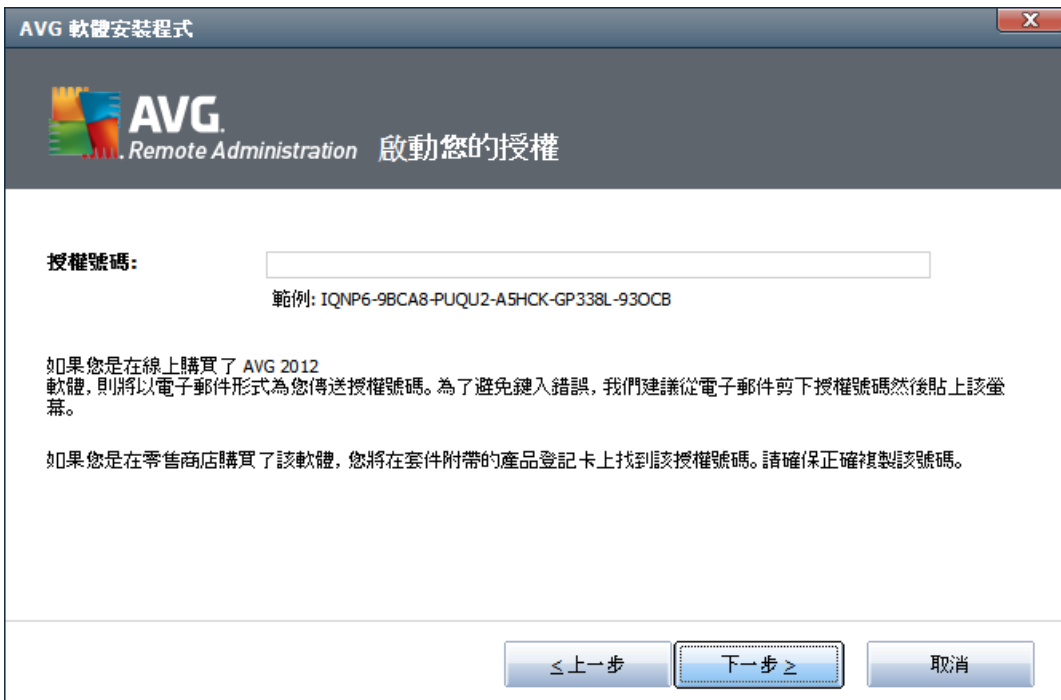 AVG 軟體安裝程式
AVG.
Remote Administration 啟動您的授權
授權號碼:
範例: IQNP6-9BCA8-PUQU2-A5HCK-GP338L-93OCB
如果您是在線上購買了 AVG 2012
軟體, 則將以電子郵件形式為您傳送授權號碼。為了避免鍵入錯誤, 我們建議從電子郵件剪下授權號碼然後貼上該螢
幕。
如果您是在零售商店購買了該軟體, 您將在套件附帶的產品登記卡上找到該授權號碼。請確保正確複製該號碼。
≤上一步
下一步≥
取消